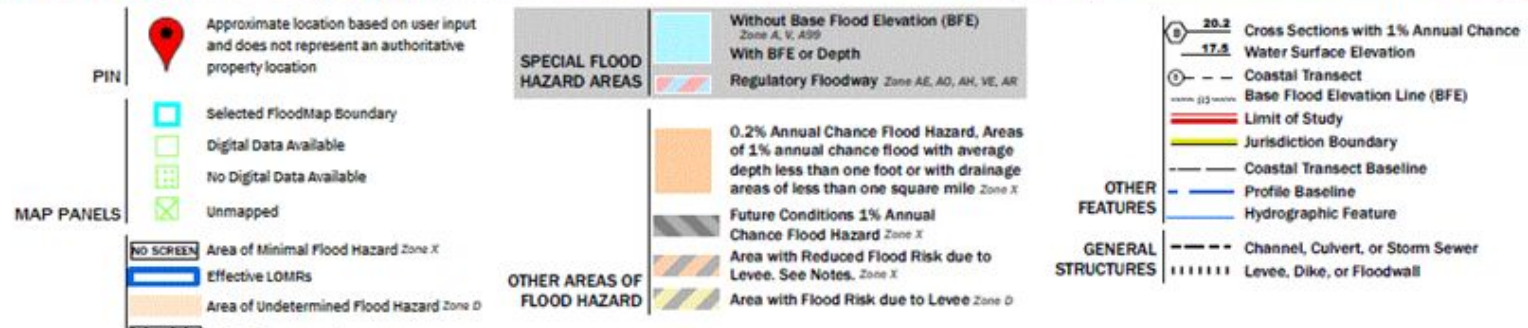 PIN
Approximate location based on user input
and does not represent an authoritative
property location
MAP PANELS
Selected FloodMap Boundary
Digital Data Available
No Digital Data Available
Unmapped
NO SCREEN Area of Minimal Flood Hazard Zone X
Effective LOMRs
Area of Undetermined Flood Hazard Zone D
SPECIAL FLOOD
HAZARD AREAS
Without Base Flood Elevation (BFE)
Zone A, V, A99
With BFE or Depth
Regulatory Floodway Zone AE, AO, AH, VE, AR
OTHER AREAS OF
FLOOD HAZARD
0.2% Annual Chance Flood Hazard, Areas
of 1% annual chance flood with average
depth less than one foot or with drainage
areas of less than one square mile Zone X
Future Conditions 1% Annual
Chance Flood Hazard Zone X
Area with Reduced Flood Risk due to
Levee. See Notes. Zone X
Area with Flood Risk due to Levee Zone D
OTHER
FEATURES
20.2 Cross Sections with 1% Annual Chance
17.5 Water Surface Elevation
Coastal Transect
Base Flood Elevation Line (BFE)
Limit of Study
Jurisdiction Boundary
Coastal Transect Baseline
Profile Baseline
Hydrographic Feature
GENERAL
STRUCTURES
Channel, Culvert, or Storm Sewer
Levee, Dike, or Floodwall